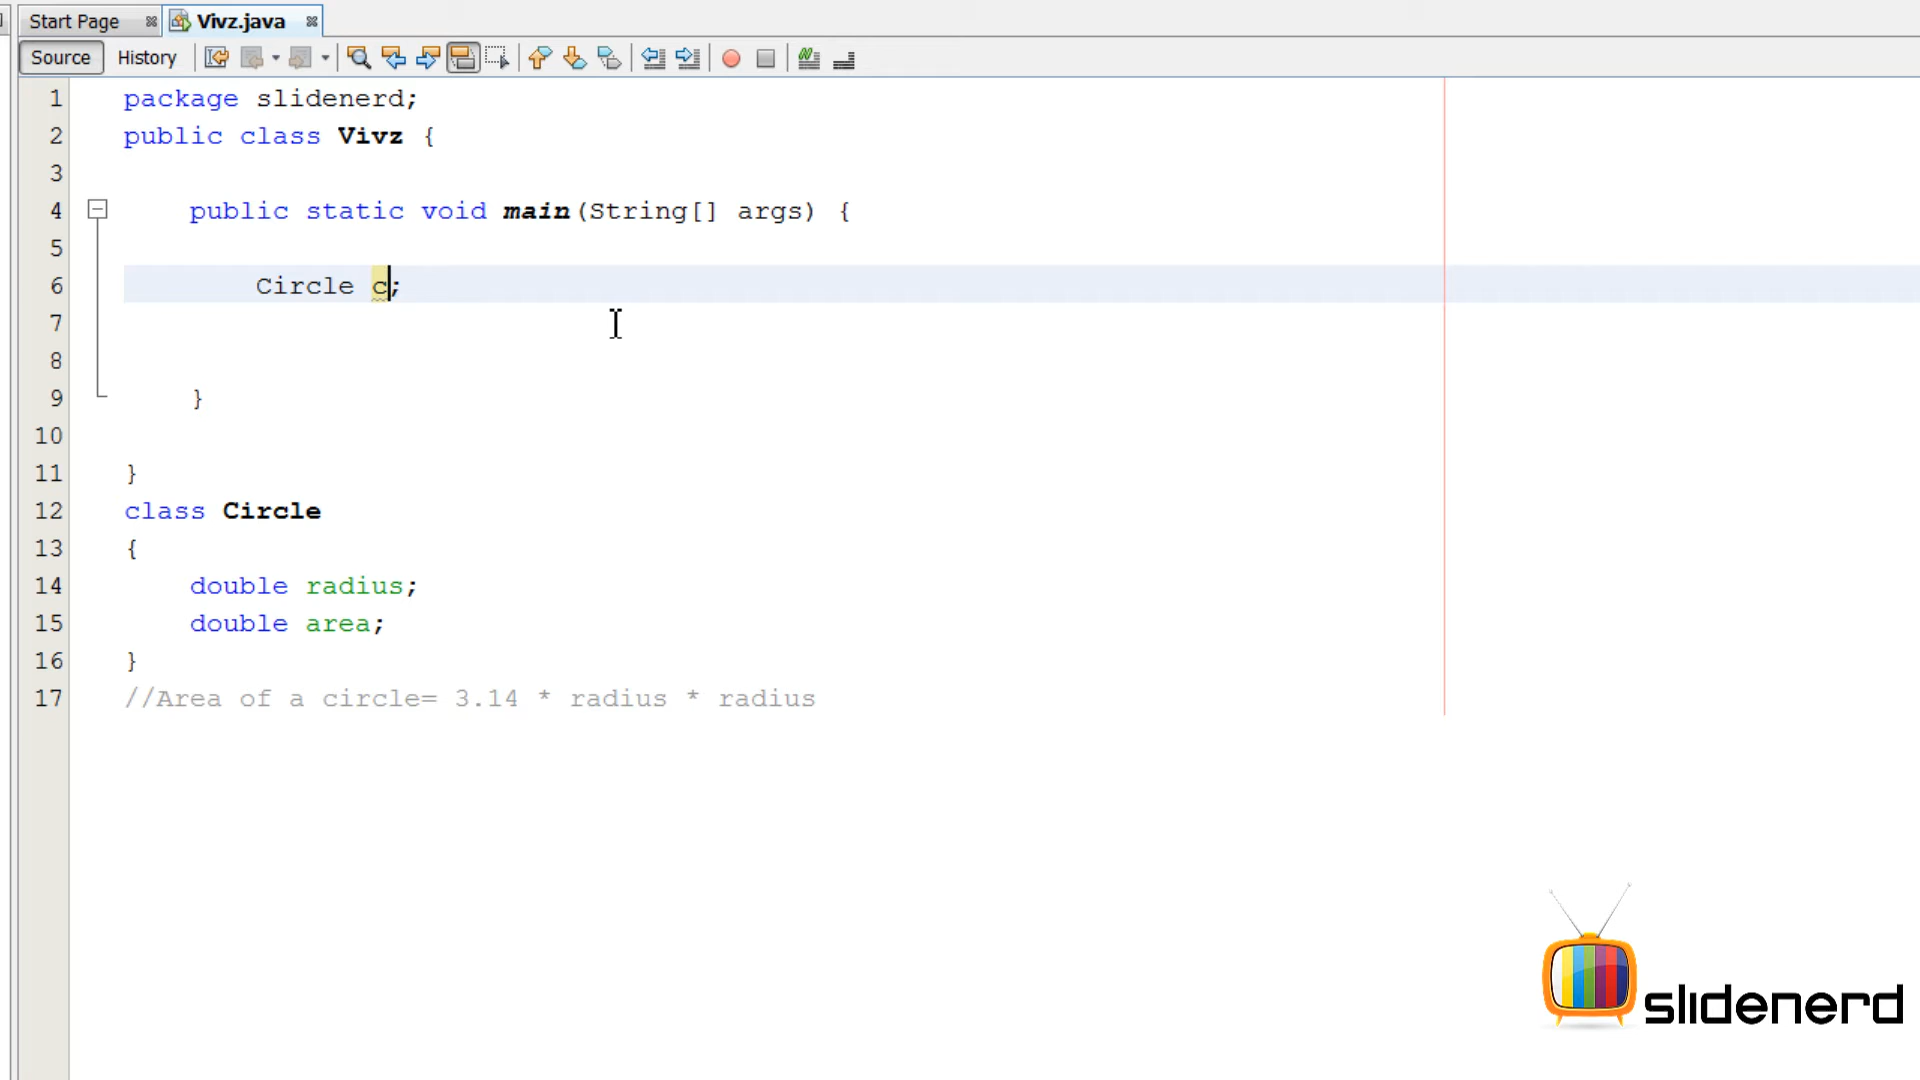 Start Page Vivz.java
Source History
1 package slidenerd;
2 public class Vivz {
3
4     public static void main(String[] args) {
5
6         Circle c;
7
8
9     }
10
11 }
12 class Circle
13 {
14     double radius;
15     double area;
16 }
17 //Area of a circle= 3.14 * radius * radius
slidenerd